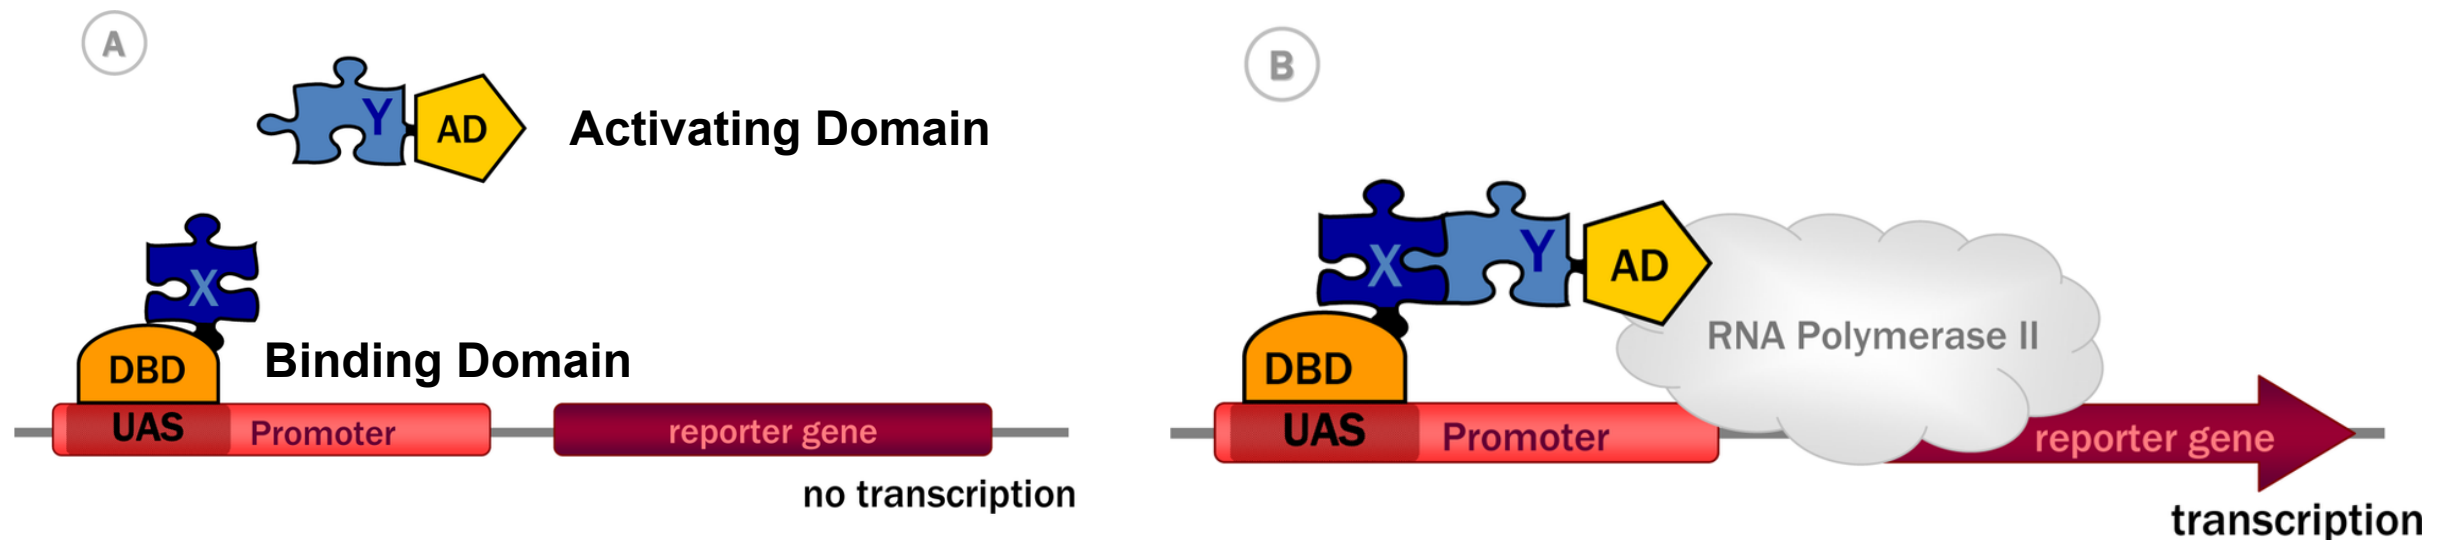 A
Y
AD
Activating Domain
X
DBD
Binding Domain
UAS
Promoter
reporter gene
no transcription
B
X
Y
AD
RNA Polymerase II
DBD
UAS
Promoter
reporter gene
transcription